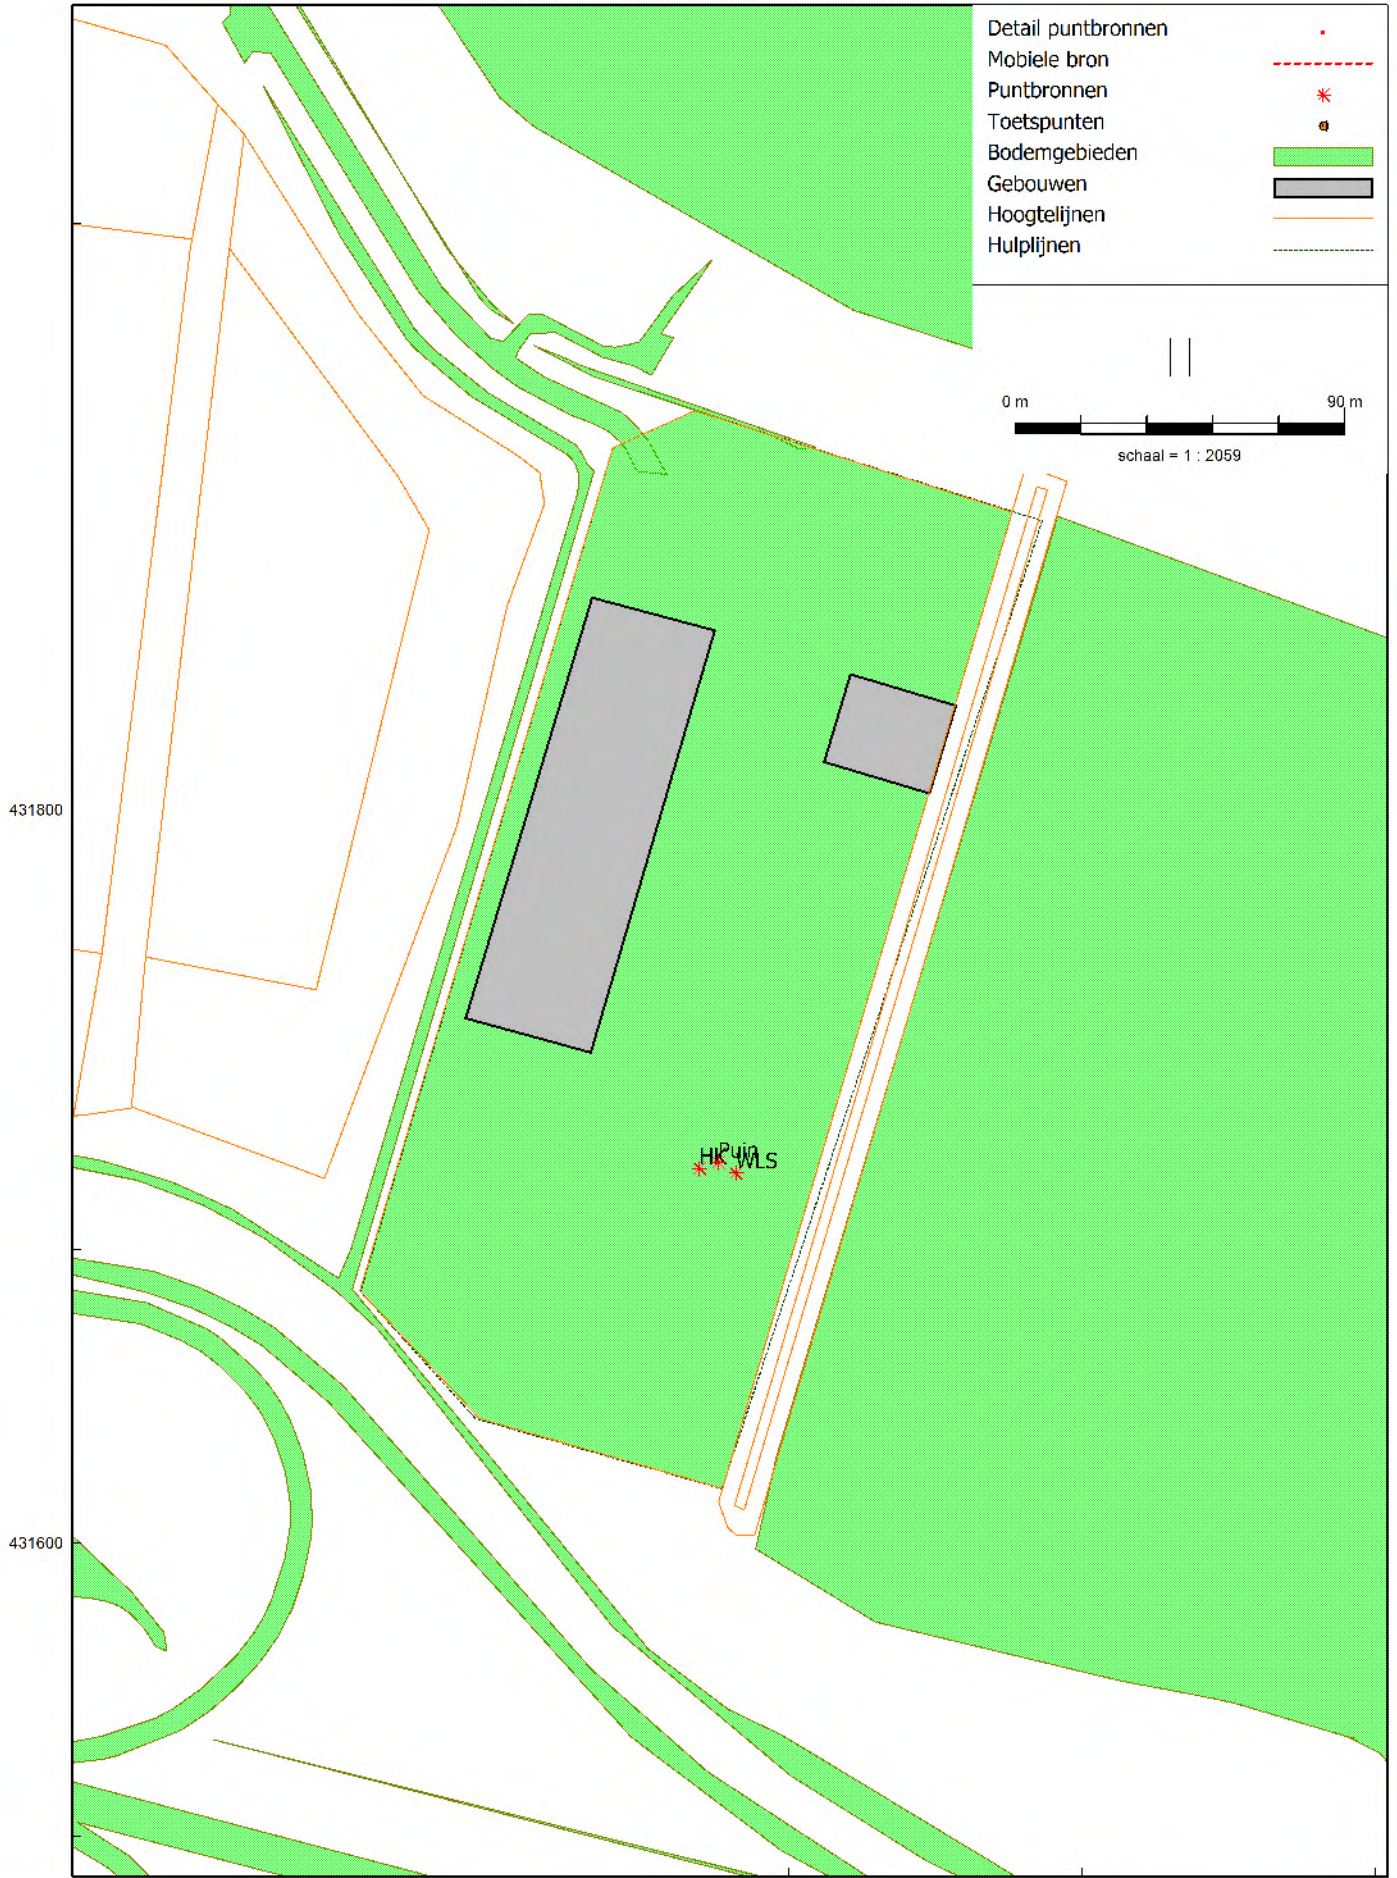 Detail puntbronnen
Mobiele bron
Puntbronnen
Toetspunten
Bodemgebieden
Gebouwen
Hoogtelijnen
Hulplijnen
0 m 90 m
schaal = 1 : 2059
431800
HK Puin WLS
431600